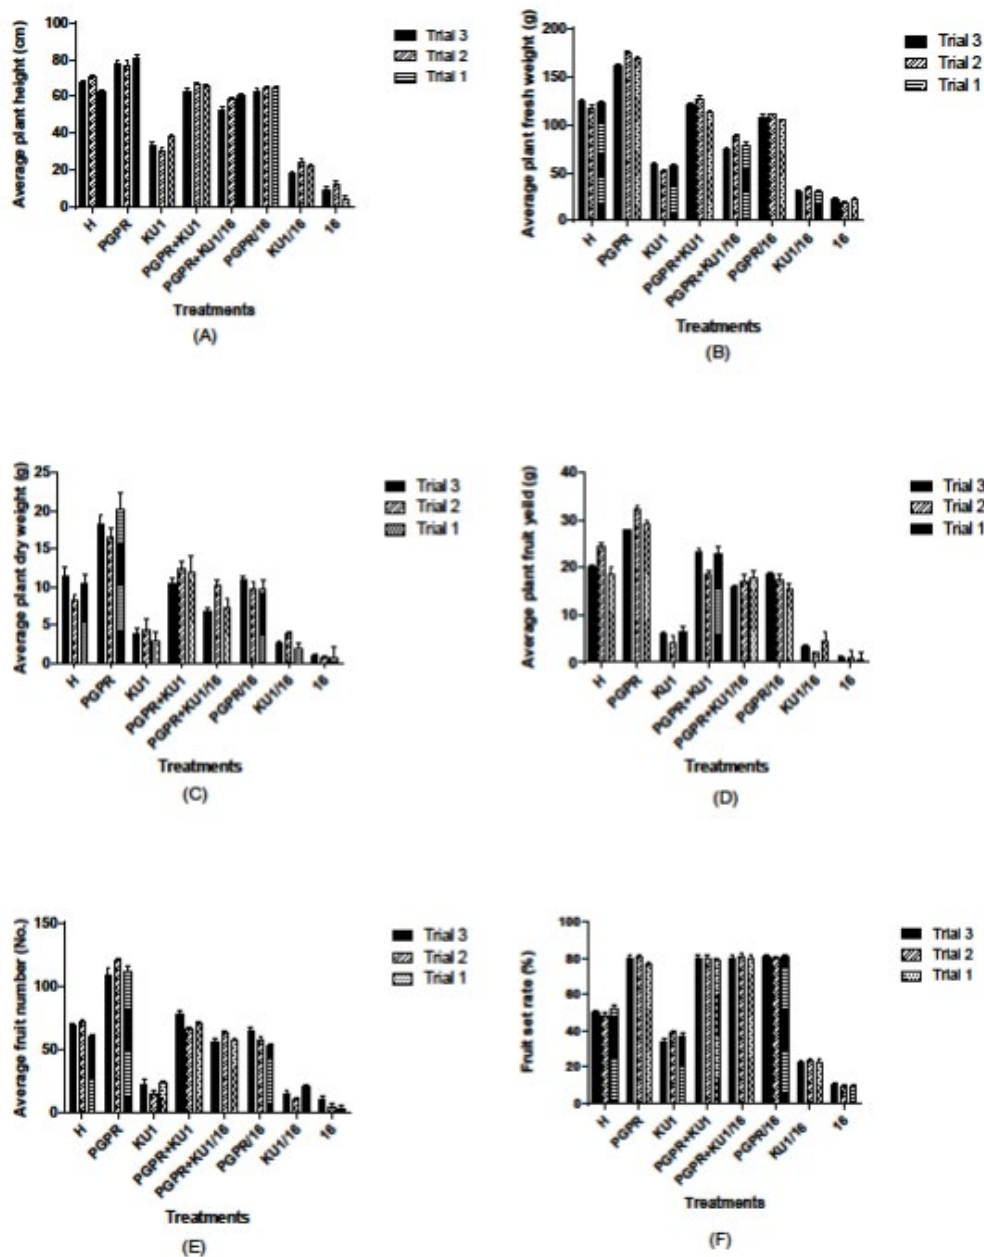 Average plant height (cm)
100
80
60
40
20
0
H
PGPR
KU1
PGPR+KU1
PGPR+KU1/16
PGPR/16
KU1/16
16
Treatments
(A)
Trial 3
Trial 2
Trial 1
Average plant fresh weight (g)
200
150
100
50
0
H
PGPR
KU1
PGPR+KU1
PGPR+KU1/16
PGPR/16
KU1/16
16
Treatments
(B)
Trial 3
Trial 2
Trial 1
Average plant dry weight (g)
25
20
15
10
5
0
H
PGPR
KU1
PGPR+KU1
PGPR+KU1/16
PGPR/16
KU1/16
16
Treatments
(C)
Trial 3
Trial 2
Trial 1
Average plant fruit yeild (g)
40
30
20
10
0
H
PGPR
KU1
PGPR+KU1
PGPR+KU1/16
PGPR/16
KU1/16
16
Treatments
(D)
Trial 3
Trial 2
Trial 1
Average fruit number (No.)
150
100
50
0
H
PGPR
KU1
PGPR+KU1
PGPR+KU1/16
PGPR/16
KU1/16
16
Treatments
(E)
Trial 3
Trial 2
Trial 1
Fruit set rate (%)
100
80
60
40
20
0
H
PGPR
KU1
PGPR+KU1
PGPR+KU1/16
PGPR/16
KU1/16
16
Treatments
(F)
Trial 3
Trial 2
Trial 1